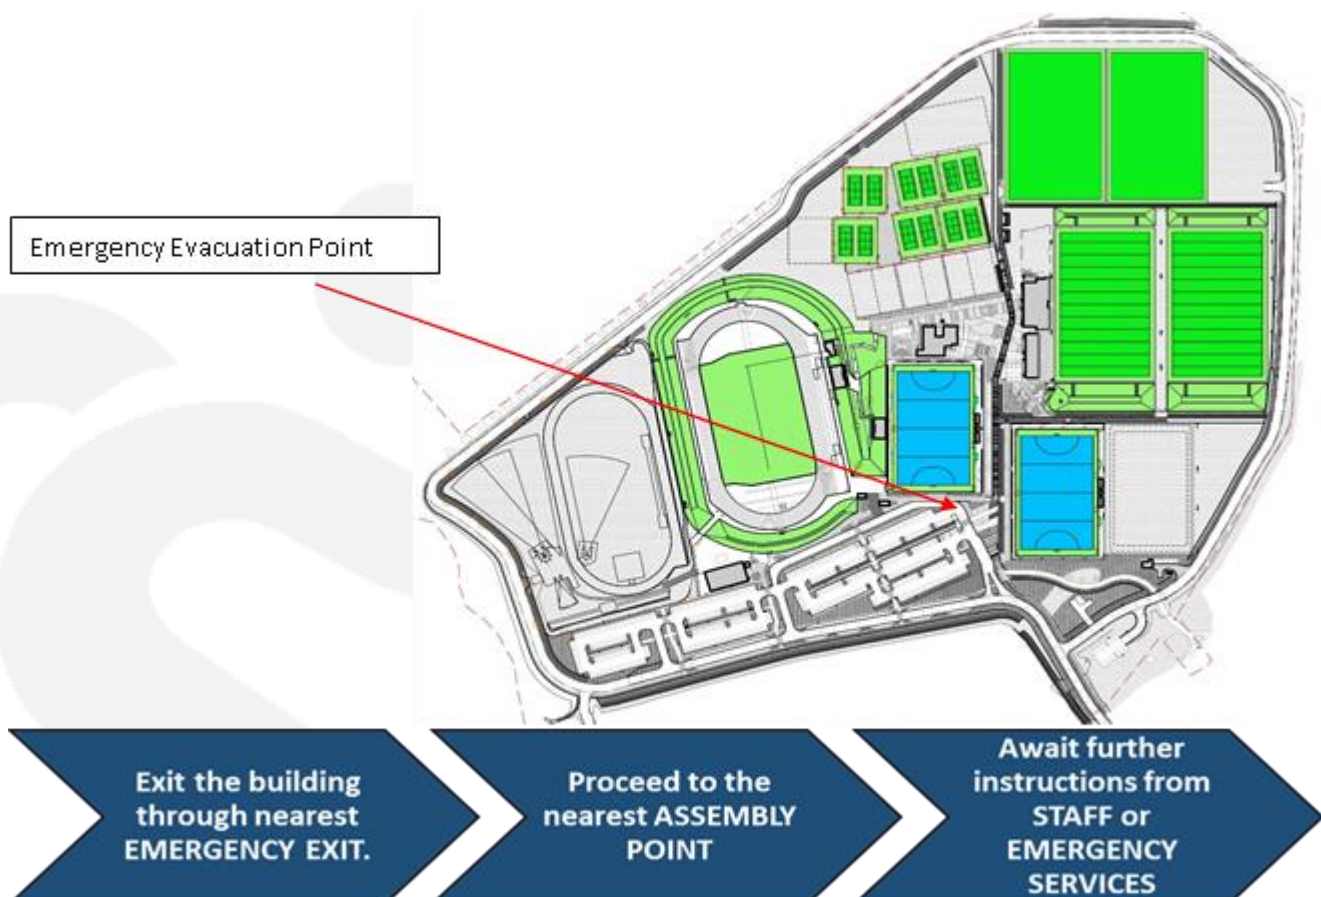 Emergency Evacuation Point
Exit the building
through nearest
EMERGENCY EXIT.
Proceed to the
nearest ASSEMBLY
POINT
Await further
instructions from
STAFF or
EMERGENCY
SERVICES